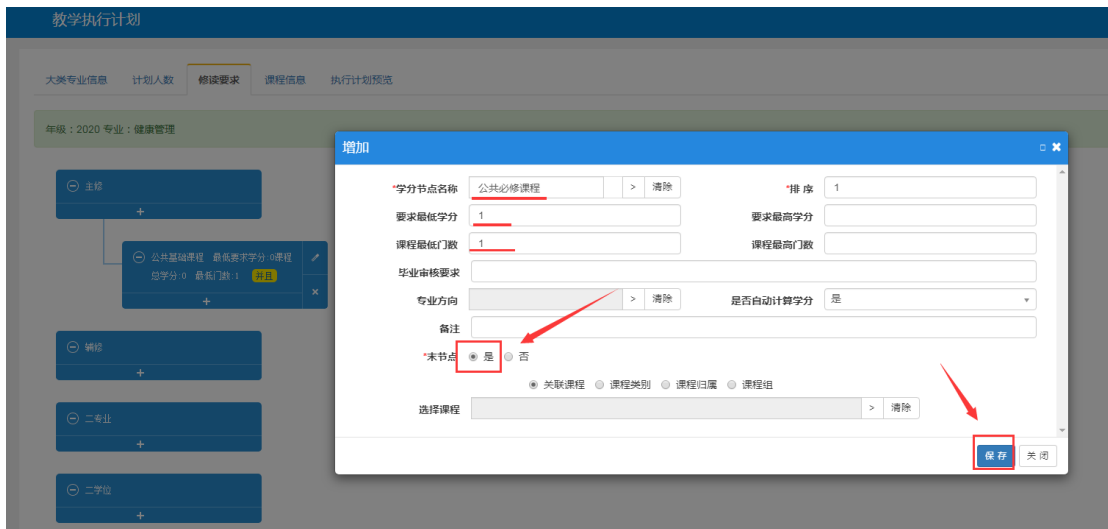 教学执行计划
大类专业信息 计划人数 修读要求 课程信息 执行计划预览
年级：2020 专业：健康管理
主修
+
公共基础课程 最低要求学分:0课程
总学分:0 最低门数:1 并且
+
辅修
+
二专业
+
二学位
+
增加
*学分节点名称 公共必修课程 > 清除 *排 序 1
要求最低学分 1 要求最高学分
课程最低门数 1 课程最高门数
毕业审核要求
专业方向 > 清除 是否自动计算学分 是
备注
*末节点 是 否
关联课程 课程类别 课程归属 课程组
选择课程 > 清除
保 存 关 闭